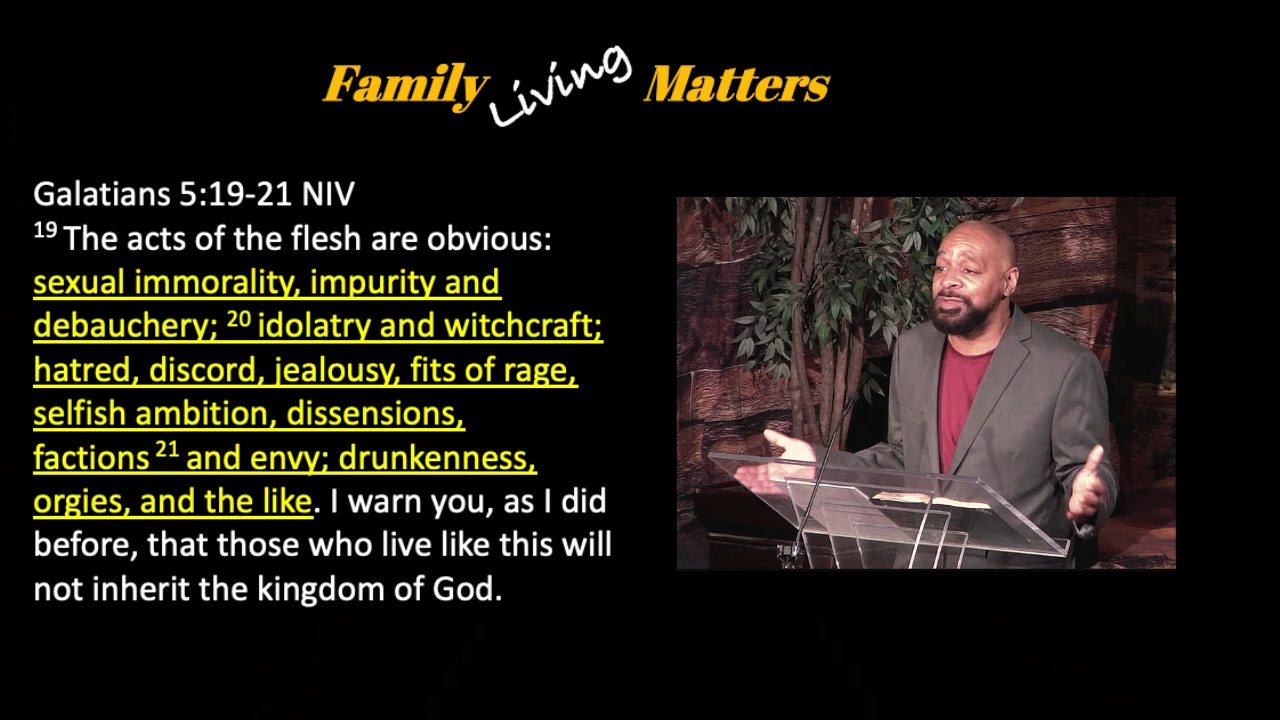 Family Living Matters
Galatians 5:19-21 NIV
19 The acts of the flesh are obvious:
sexual immorality, impurity and
debauchery; 20 idolatry and witchcraft;
hatred, discord, jealousy, fits of rage,
selfish ambition, dissensions,
factions 21 and envy; drunkenness,
orgies, and the like. I warn you, as I did
before, that those who live like this will
not inherit the kingdom of God.